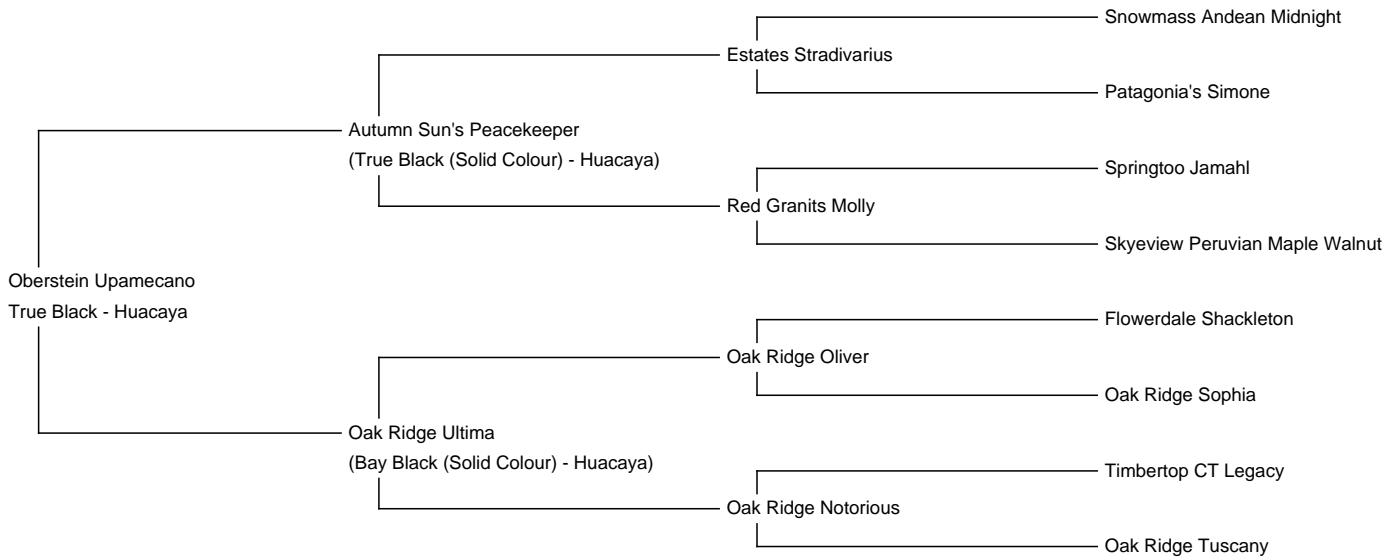 Snowmass Andean Midnight
Estates Stradivarius
Patagonia's Simone
Autumn Sun's Peacekeeper
(True Black (Solid Colour) - Huacaya)
Springtoo Jamahl
Red Granits Molly
Skyeview Peruvian Maple Walnut
Oberstein Upamecano
True Black - Huacaya
Flowerdale Shackleton
Oak Ridge Oliver
Oak Ridge Sophia
Oak Ridge Ultima
(Bay Black (Solid Colour) - Huacaya)
Timbertop CT Legacy
Oak Ridge Notorious
Oak Ridge Tuscany